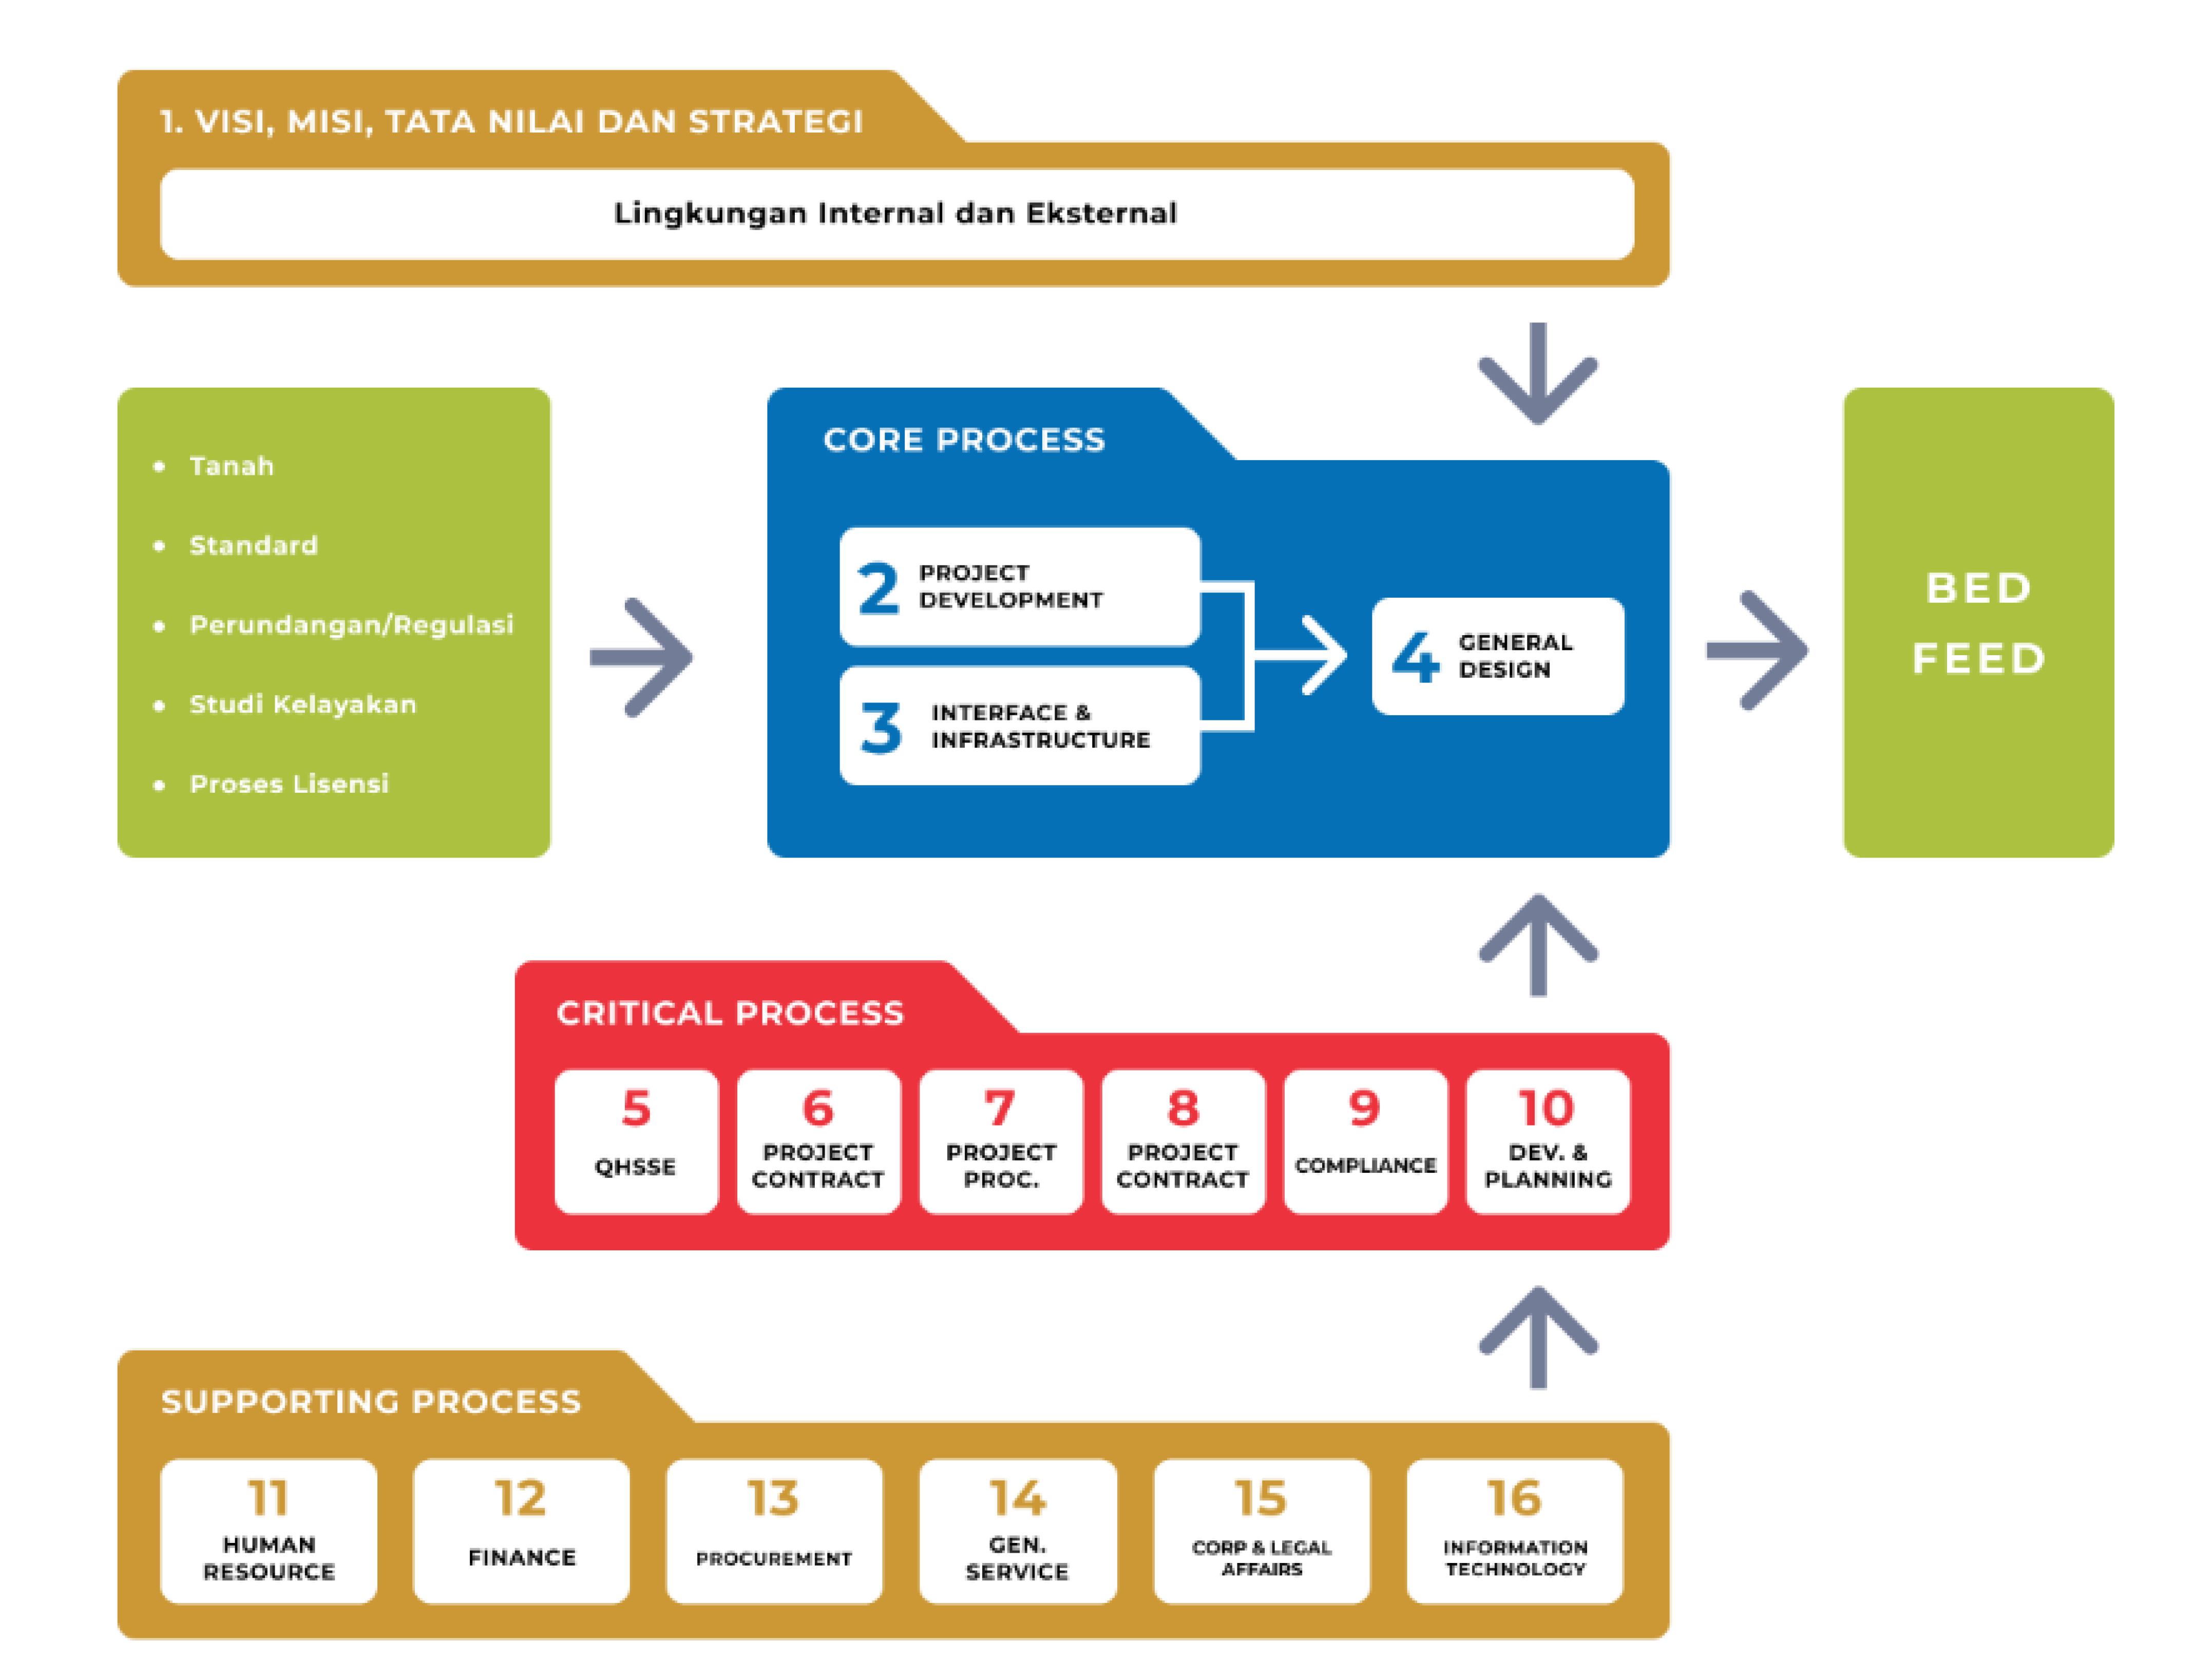 1. VISI, MISI, TATA NILAI DAN STRATEGI
Lingkungan Internal dan Eksternal
• Tanah
• Standard
• Perundangan/Regulasi
• Studi Kelayakan
• Proses Lisensi
CORE PROCESS
2
PROJECT
DEVELOPMENT
3
INTERFACE &
INFRASTRUCTURE
4
GENERAL
DESIGN
BED
FEED
CRITICAL PROCESS
5
QHSSE
6
PROJECT
CONTRACT
7
PROJECT
PROC.
8
PROJECT
CONTRACT
9
COMPLIANCE
10
DEV. &
PLANNING
SUPPORTING PROCESS
11
HUMAN
RESOURCE
12
FINANCE
13
PROCUREMENT
14
GEN.
SERVICE
15
CORP & LEGAL
AFFAIRS
16
INFORMATION
TECHNOLOGY